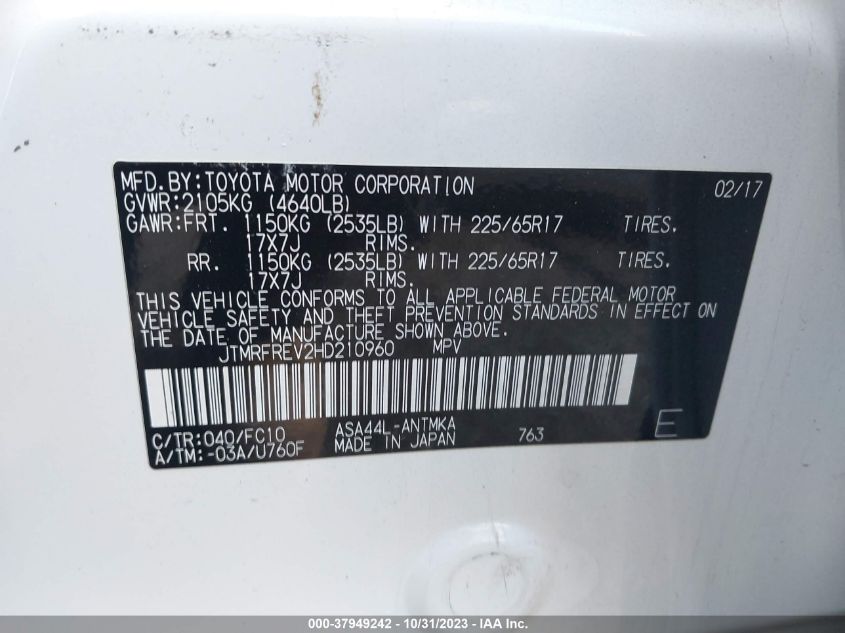 MFD.BY:TOYOTA MOTOR CORPORATION 02/17
GVWR:2105KG (4640LB)
GAWR:FRT. 1150KG (2535LB) WITH 225/65R17 TIRES.
17X7J RIMS.
RR. 1150KG (2535LB) WITH 225/65R17 TIRES.
17X7J RIMS.
THIS VEHICLE CONFORMS TO ALL APPLICABLE FEDERAL MOTOR
VEHICLE SAFETY AND THEFT PREVENTION STANDARDS IN EFFECT ON
THE DATE OF MANUFACTURE SHOWN ABOVE.
JTMRFREV2HD210960 MPV
C/TR:040/FC10 ASA44L-ANTMKA 763 E
A/TM:-03A/U760F MADE IN JAPAN
000-37949242 - 10/31/2023 - IAA Inc.